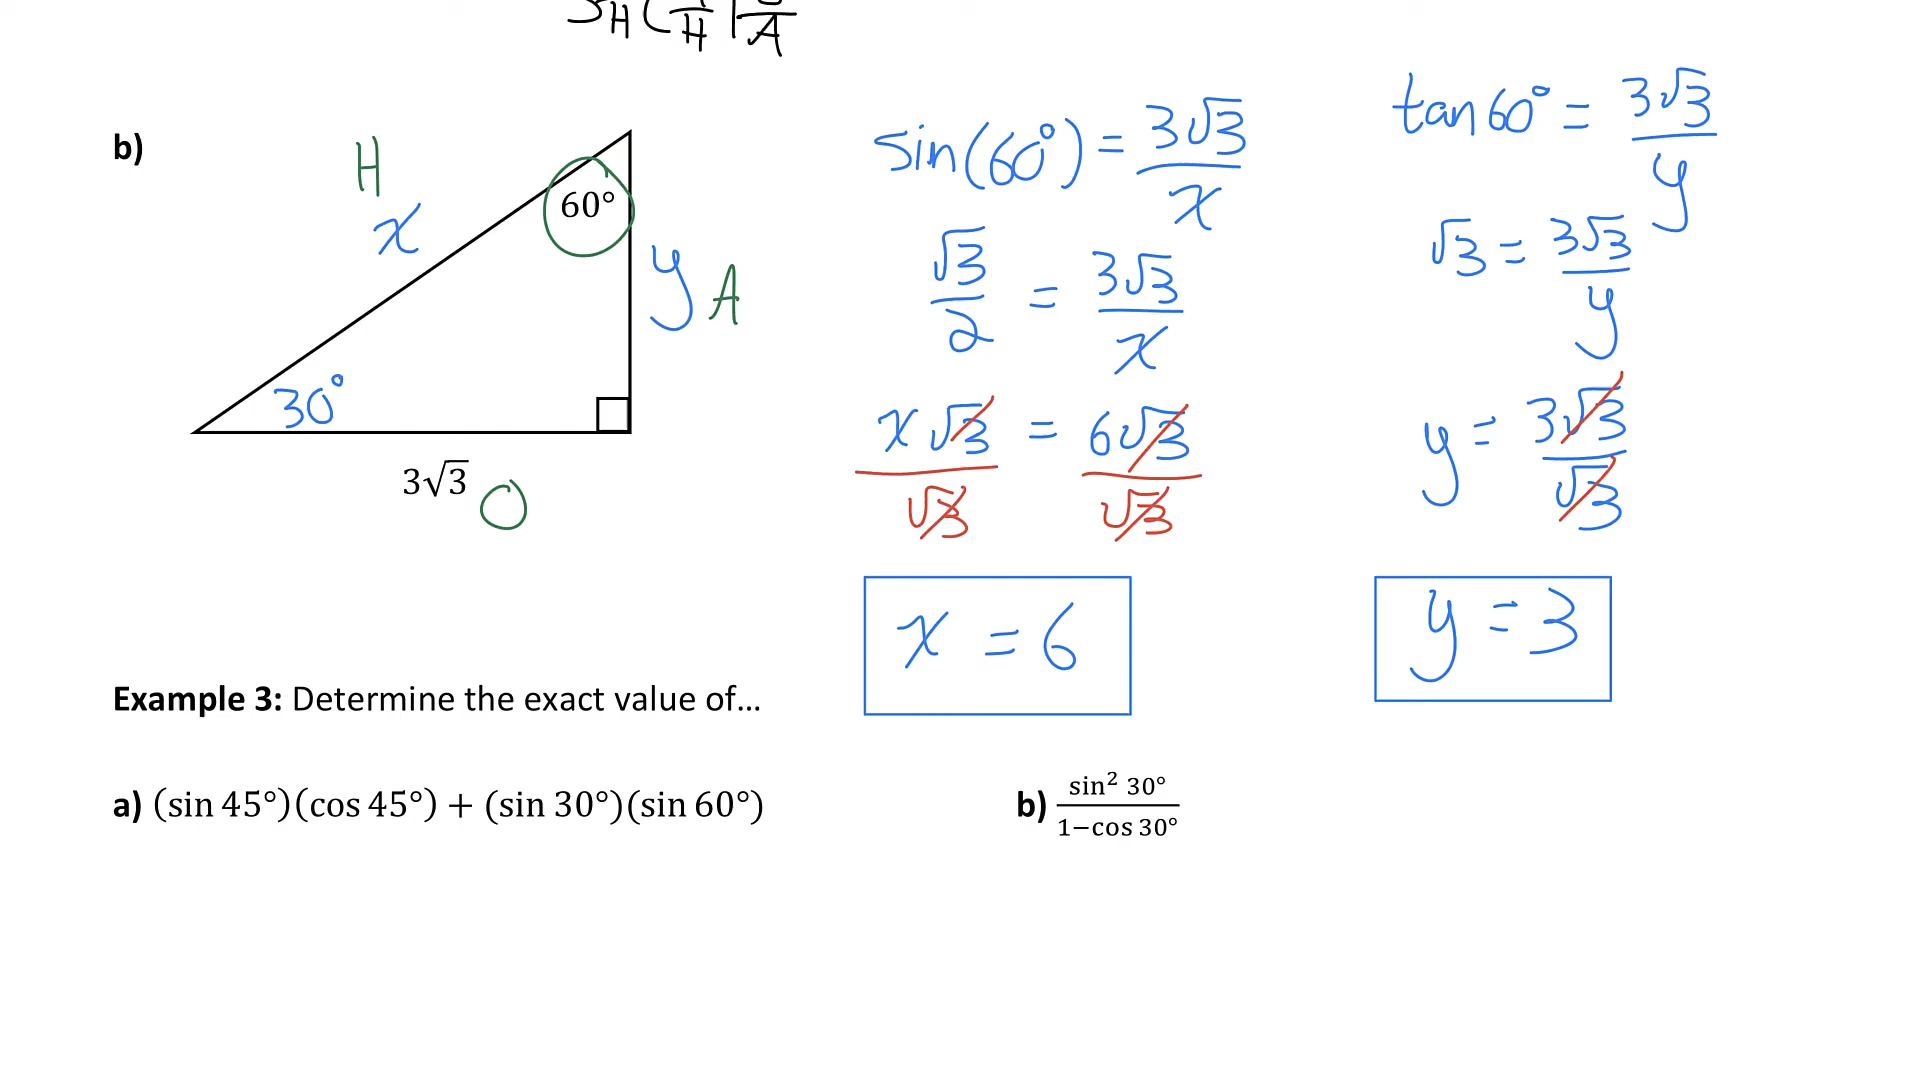 H A
b)
H
x
60°
y A
30°
3√3 O
sin(60°) = 3√3/x
√3/2 = 3√3/x
x√3/√3 = 6√3/√3
x = 6
tan60° = 3√3/y
√3 = 3√3/y
y = 3√3/√3
y = 3
Example 3: Determine the exact value of...
a) (sin 45°)(cos 45°) + (sin 30°)(sin 60°)
b) sin² 30°/1−cos 30°